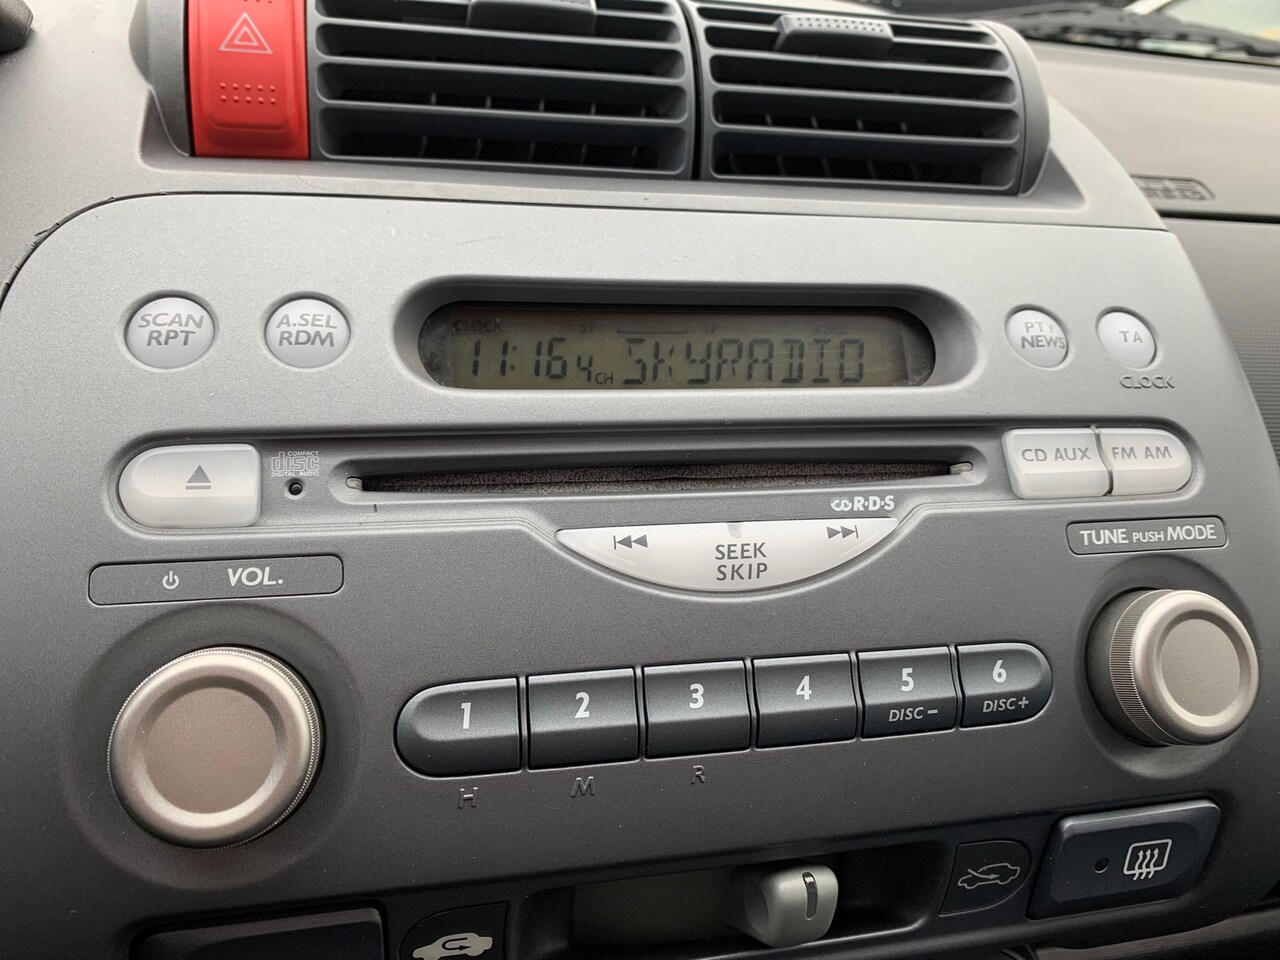 SCAN
RPT
A.SEL
RDM
CLOCK ST TP A.SEL
11:16 4 CH SKYRADIO
PTY
NEWS
TA
CLOCK
COMPACT
disc
DIGITAL AUDIO
CD AUX
FM AM
R·D·S
SEEK
SKIP
VOL.
TUNE PUSH MODE
1
2
3
4
5
DISC -
6
DISC +
H
M
R